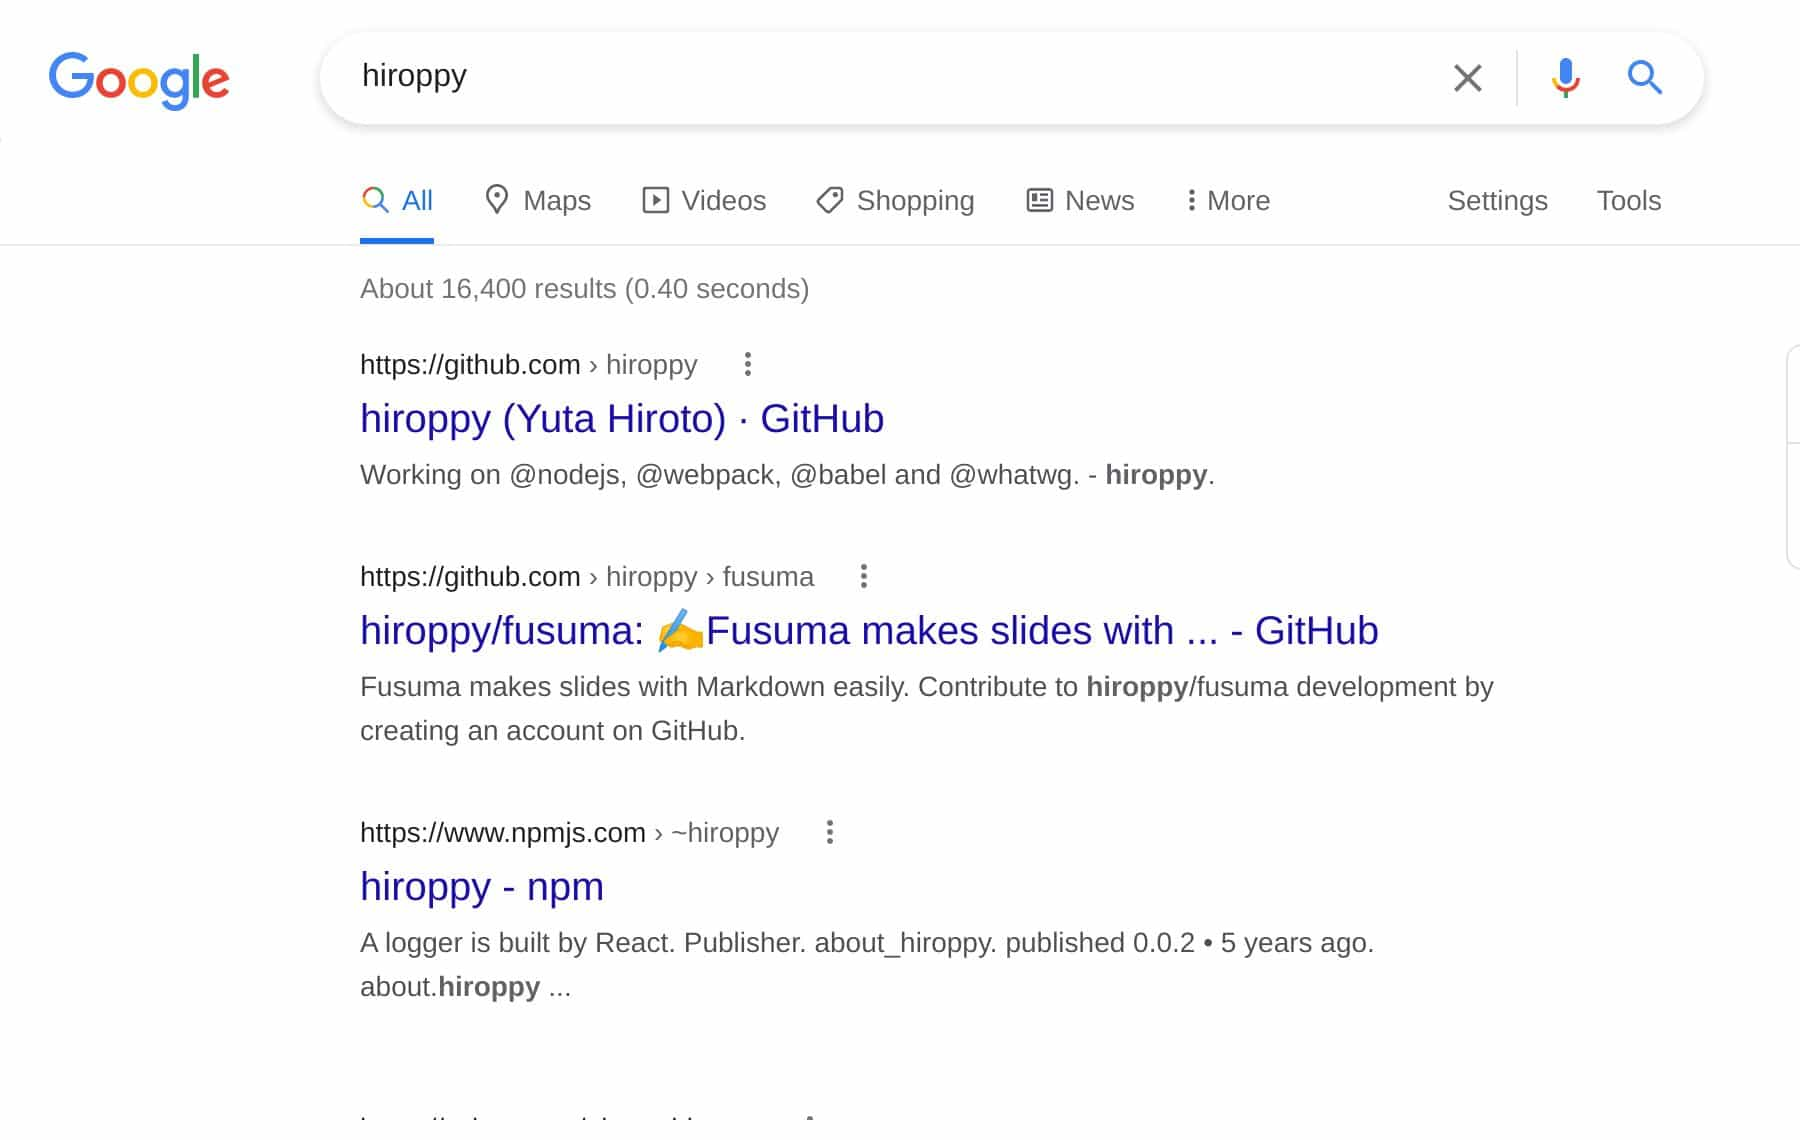 Google
hiroppy
All Maps Videos Shopping News More Settings Tools
About 16,400 results (0.40 seconds)
https://github.com › hiroppy
hiroppy (Yuta Hiroto) · GitHub
Working on @nodejs, @webpack, @babel and @whatwg. - hiroppy.
https://github.com › hiroppy › fusuma
hiroppy/fusuma: ✍Fusuma makes slides with ... - GitHub
Fusuma makes slides with Markdown easily. Contribute to hiroppy/fusuma development by
creating an account on GitHub.
https://www.npmjs.com › ~hiroppy
hiroppy - npm
A logger is built by React. Publisher. about_hiroppy. published 0.0.2 • 5 years ago.
about.hiroppy ...